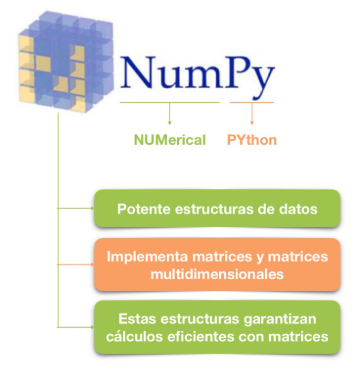 NumPy
NUMerical PYthon
Potente estructuras de datos
Implementa matrices y matrices
multidimensionales
Estas estructuras garantizan
cálculos eficientes con matrices